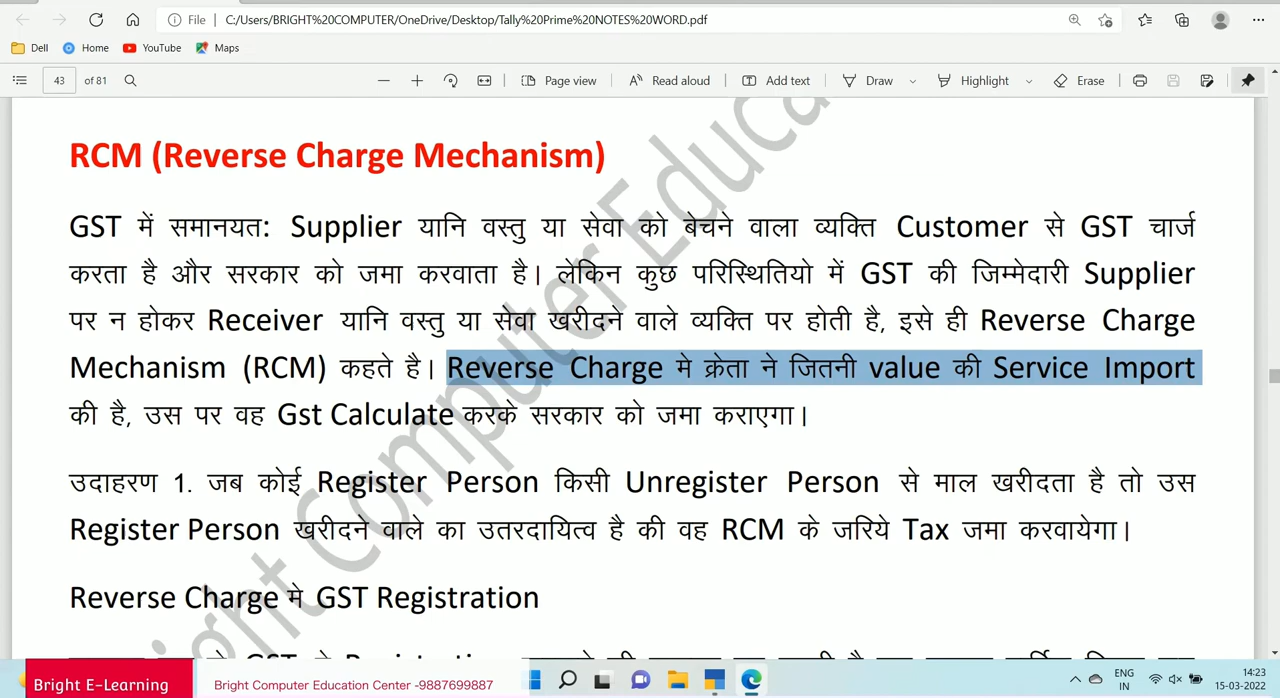 File C:/Users/BRIGHT%20COMPUTER/OneDrive/Desktop/Tally%20Prime%20NOTES%20WORD.pdf
Dell Home YouTube Maps
43 of 81 Page view Read aloud Add text Draw Highlight Erase
RCM (Reverse Charge Mechanism)
GST में समानयत: Supplier यानि वस्तु या सेवा को बेचने वाला व्यक्ति Customer से GST चार्ज
करता है और सरकार को जमा करवाता है। लेकिन कुछ परिस्थितियो में GST की जिम्मेदारी Supplier
पर न होकर Receiver यानि वस्तु या सेवा खरीदने वाले व्यक्ति पर होती है, इसे ही Reverse Charge
Mechanism (RCM) कहते है। Reverse Charge मे क्रेता ने जितनी value की Service Import
की है, उस पर वह Gst Calculate करके सरकार को जमा कराएगा।
उदाहरण 1. जब कोई Register Person किसी Unregister Person से माल खरीदता है तो उस
Register Person खरीदने वाले का उतरदायित्व है की वह RCM के जरिये Tax जमा करवायेगा।
Reverse Charge मे GST Registration
Bright E-Learning
Bright Computer Education Center -9887699887
ENG
IN
14:23
15-03-2022